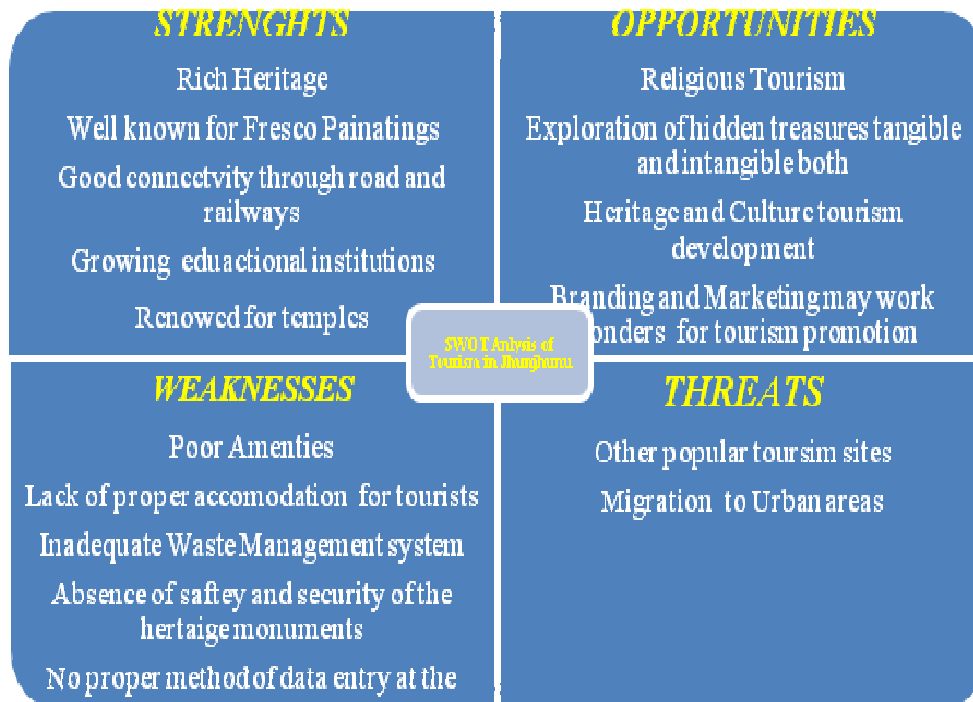 STRENGHTS
Rich Heritage
Well known for Fresco Painatings
Good connectvity through road and
railways
Growing eduactional institutions
Renowed for temples
OPPORTUNITIES
Religious Tourism
Exploration of hidden treasures tangible
and intangible both
Heritage and Culture tourism
development
Branding and Marketing may work
onders for tourism promotion
SWOT Anlysis of
Tourism in
WEAKNESSES
Poor Amenties
Lack of proper accomodation for tourists
Inadequate Waste Management system
Absence of saftey and security of the
hertaige monuments
No proper method of data entry at the
THREATS
Other popular toursim sites
Migration to Urban areas